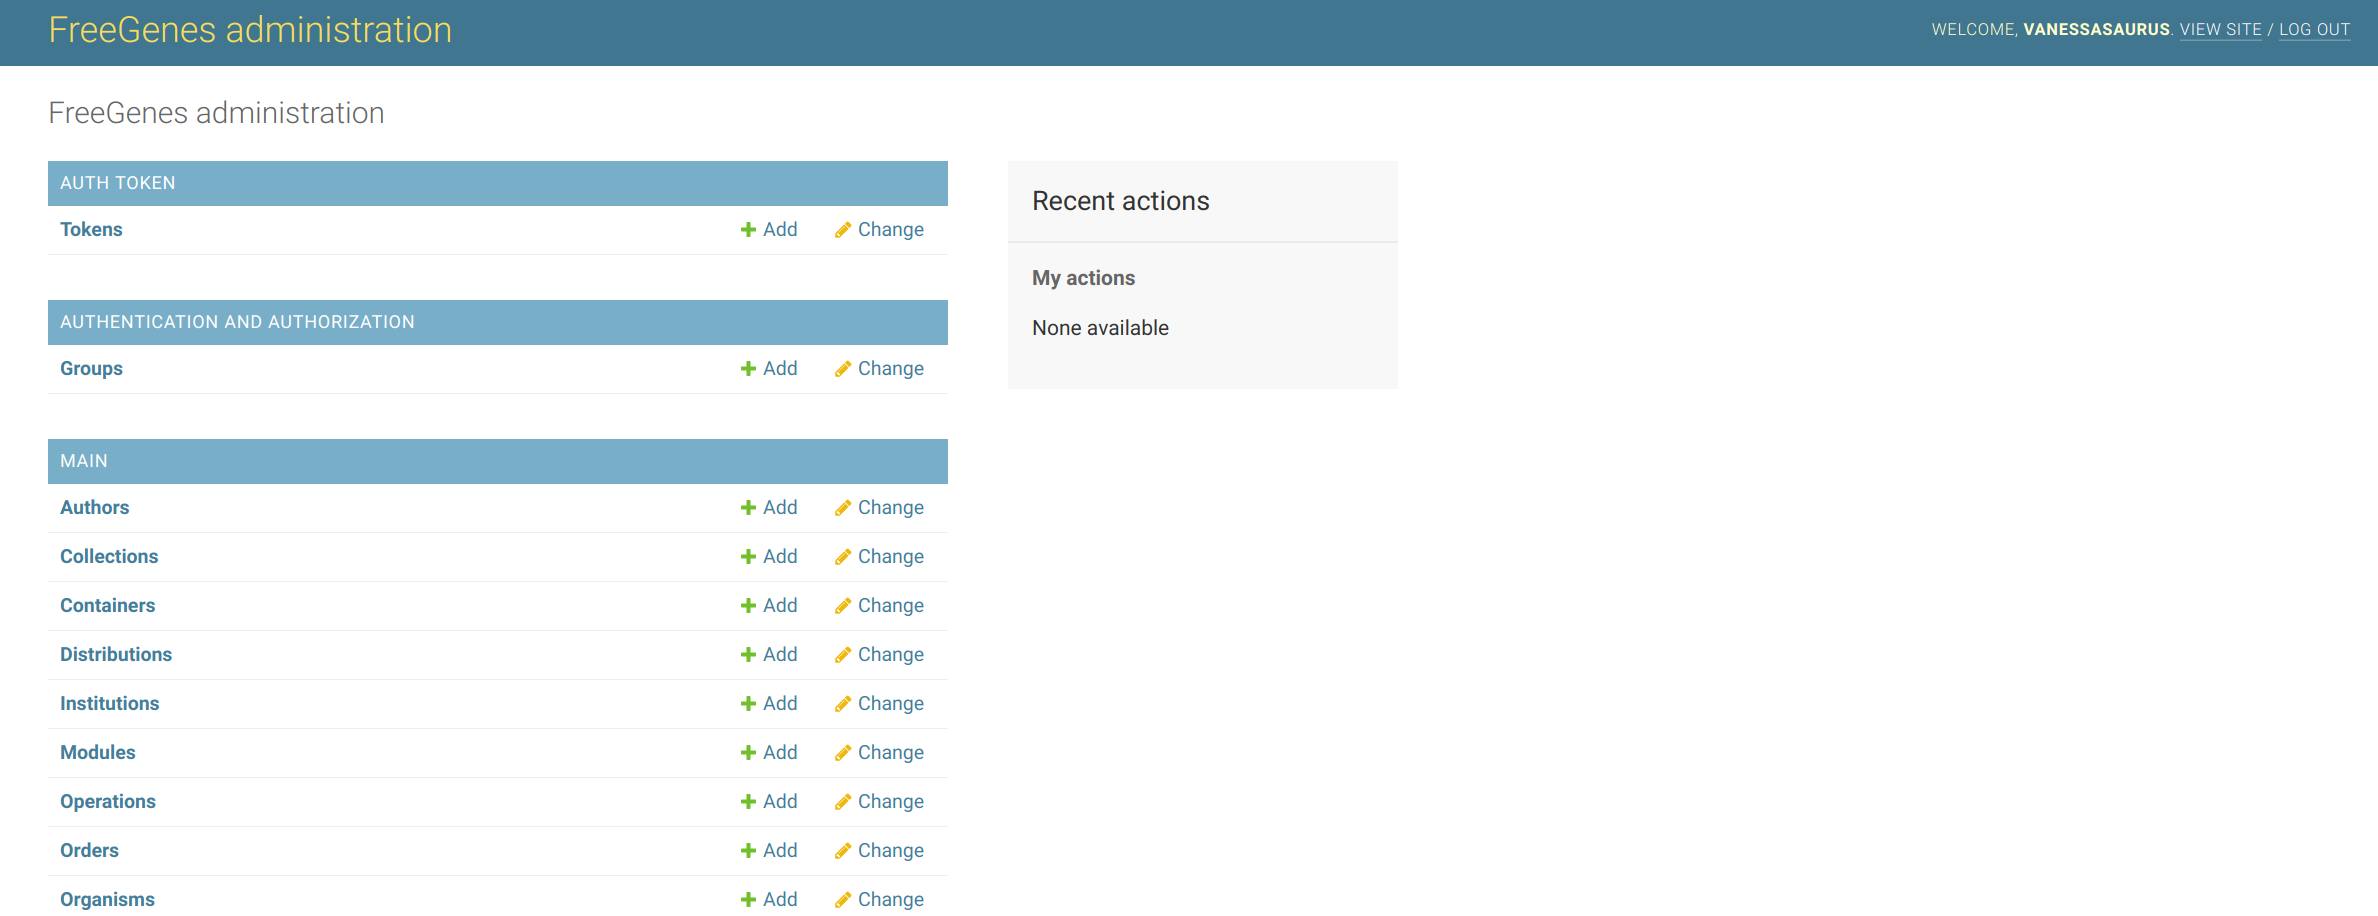 FreeGenes administration
WELCOME, VANESSASAURUS. VIEW SITE / LOG OUT
FreeGenes administration
AUTH TOKEN
Tokens Add Change
AUTHENTICATION AND AUTHORIZATION
Groups Add Change
MAIN
Authors Add Change
Collections Add Change
Containers Add Change
Distributions Add Change
Institutions Add Change
Modules Add Change
Operations Add Change
Orders Add Change
Organisms Add Change
Recent actions
My actions
None available